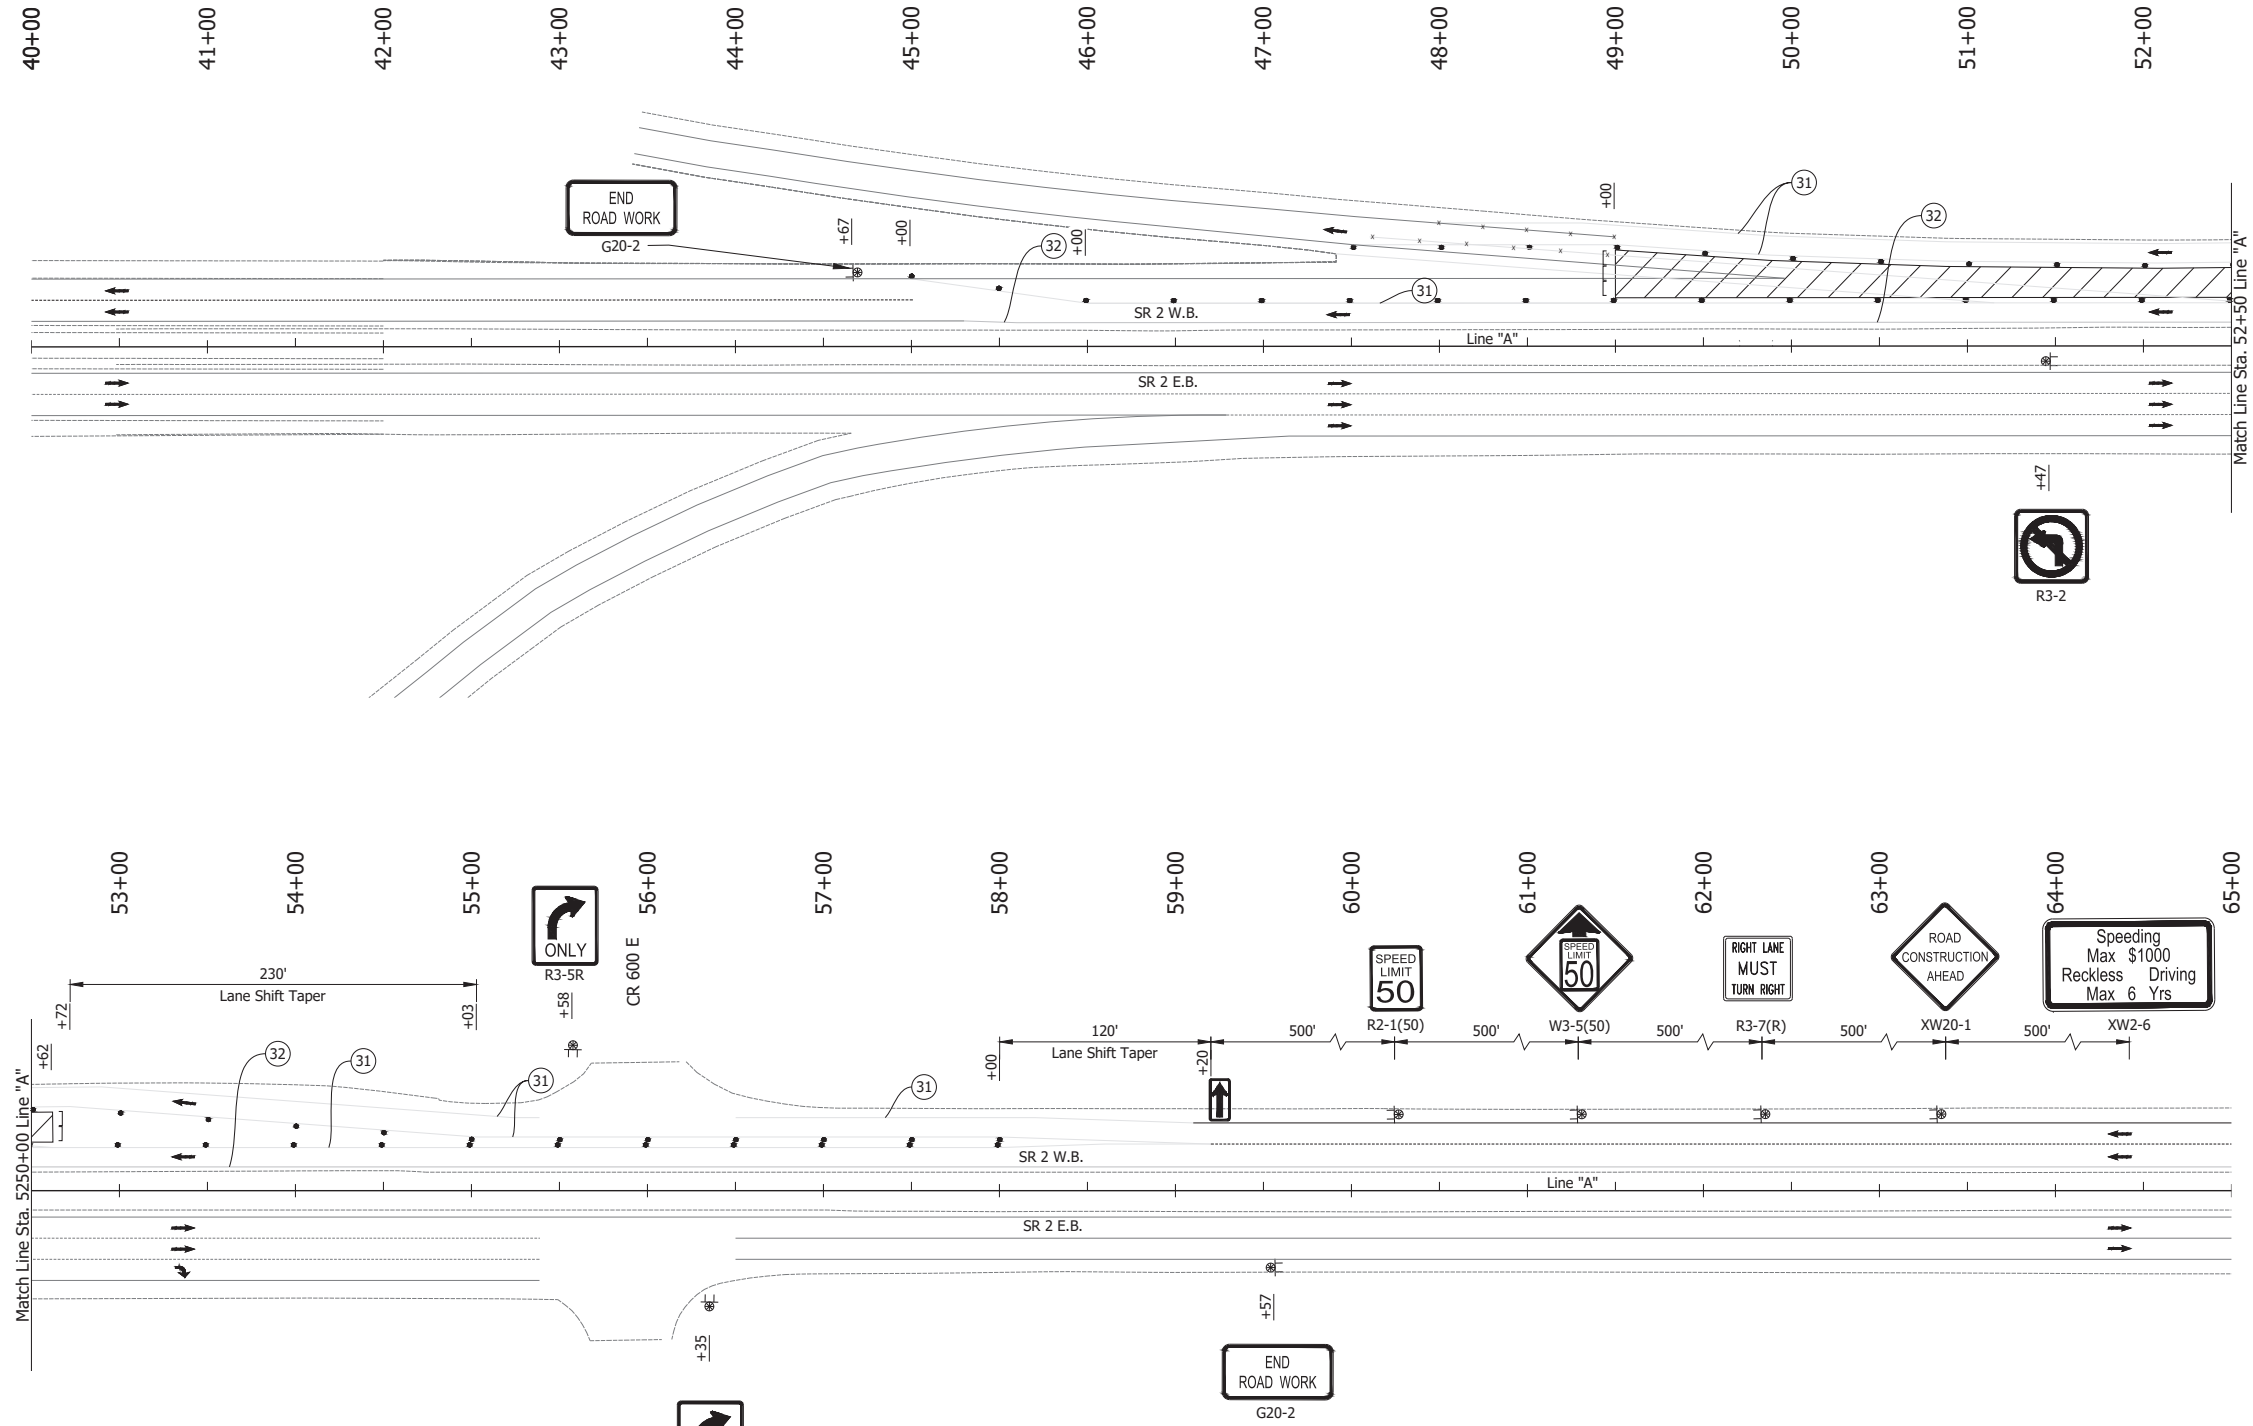 40+00
41+00
42+00
43+00
44+00
45+00
46+00
47+00
48+00
49+00
50+00
51+00
52+00
END
ROAD WORK
G20-2
+67
+00
+00
32
+00
31
32
31
SR 2 W.B.
Line "A"
SR 2 E.B.
Match Line Sta. 52+50 Line "A"
+47
R3-2
53+00
54+00
55+00
56+00
57+00
58+00
59+00
60+00
61+00
62+00
63+00
64+00
65+00
ONLY
R3-5R
+58
CR 600 E
230'
Lane Shift Taper
+72
+03
+62
32
31
31
31
120'
Lane Shift Taper
+00
+20
500'
500'
500'
500'
500'
SPEED
LIMIT
50
R2-1(50)
SPEED
LIMIT
50
W3-5(50)
RIGHT LANE
MUST
TURN RIGHT
R3-7(R)
ROAD
CONSTRUCTION
AHEAD
XW20-1
Speeding
Max $1000
Reckless Driving
Max 6 Yrs
XW2-6
SR 2 W.B.
Line "A"
SR 2 E.B.
Match Line Sta. 5250+00 Line "A"
+35
+57
END
ROAD WORK
G20-2